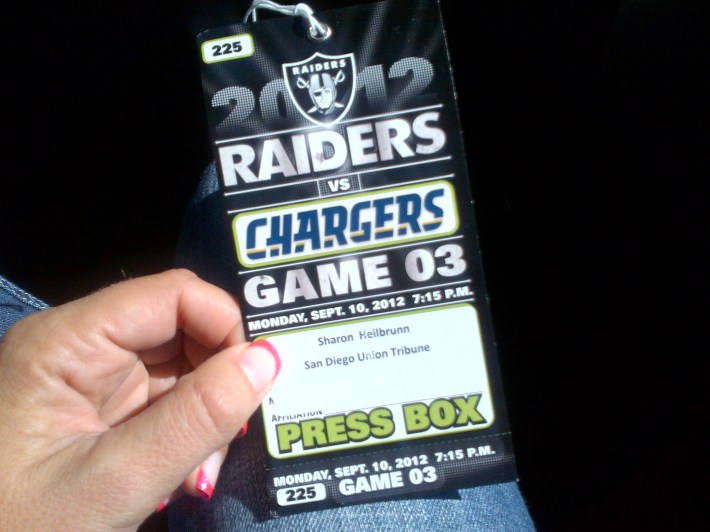 225
RAIDERS
2012
RAIDERS
VS
CHARGERS
GAME 03
MONDAY, SEPT. 10, 2012 7:15 P.M.
Sharon Heilbrunn
San Diego Union Tribune
N
AFFILIATION
PRESS BOX
MONDAY, SEPT. 10, 2012 7:15 P.M.
225 GAME 03